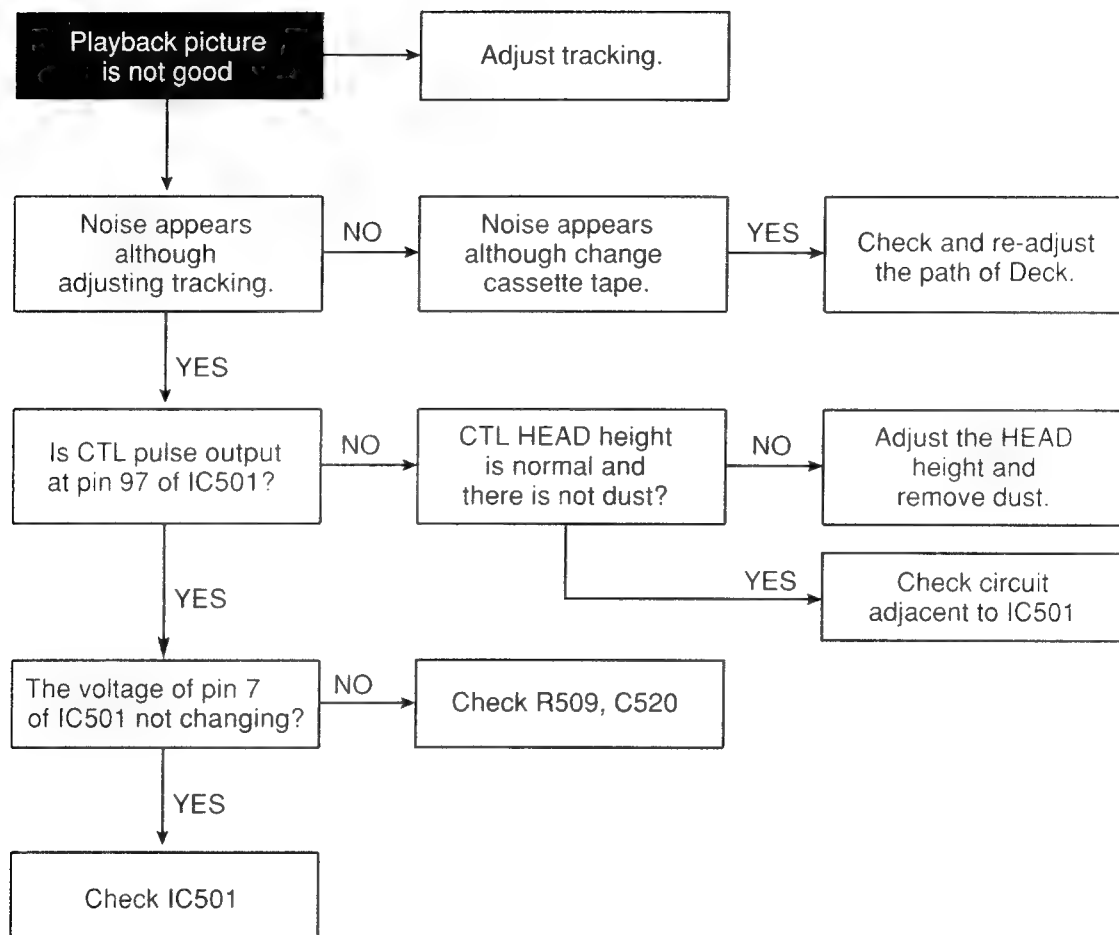 Playback picture
is not good
Adjust tracking.
Noise appears
although
adjusting tracking.
NO
Noise appears
although change
cassette tape.
YES
Check and re-adjust
the path of Deck.
YES
Is CTL pulse output
at pin 97 of IC501?
NO
CTL HEAD height
is normal and
there is not dust?
NO
Adjust the HEAD
height and
remove dust.
YES
Check circuit
adjacent to IC501
YES
The voltage of pin 7
of IC501 not changing?
NO
Check R509, C520
YES
Check IC501